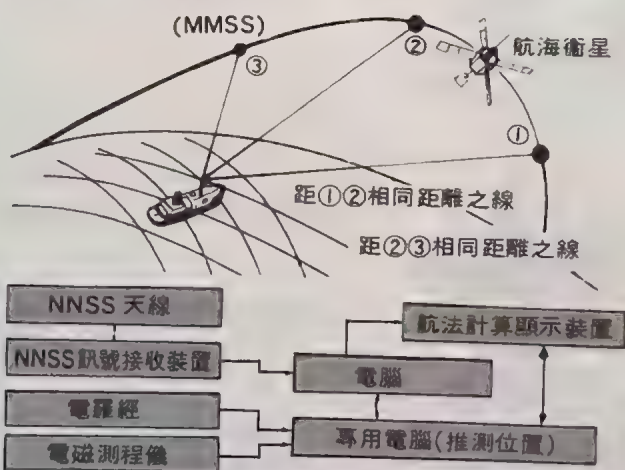 (MMSS)
③
②
航海衛星
①
距①②相同距離之線
距②③相同距離之線
NNSS 天線
NNSS訊號接收裝置
電羅經
電磁測程儀
航法計算顯示裝置
電腦
專用電腦(推測位置)